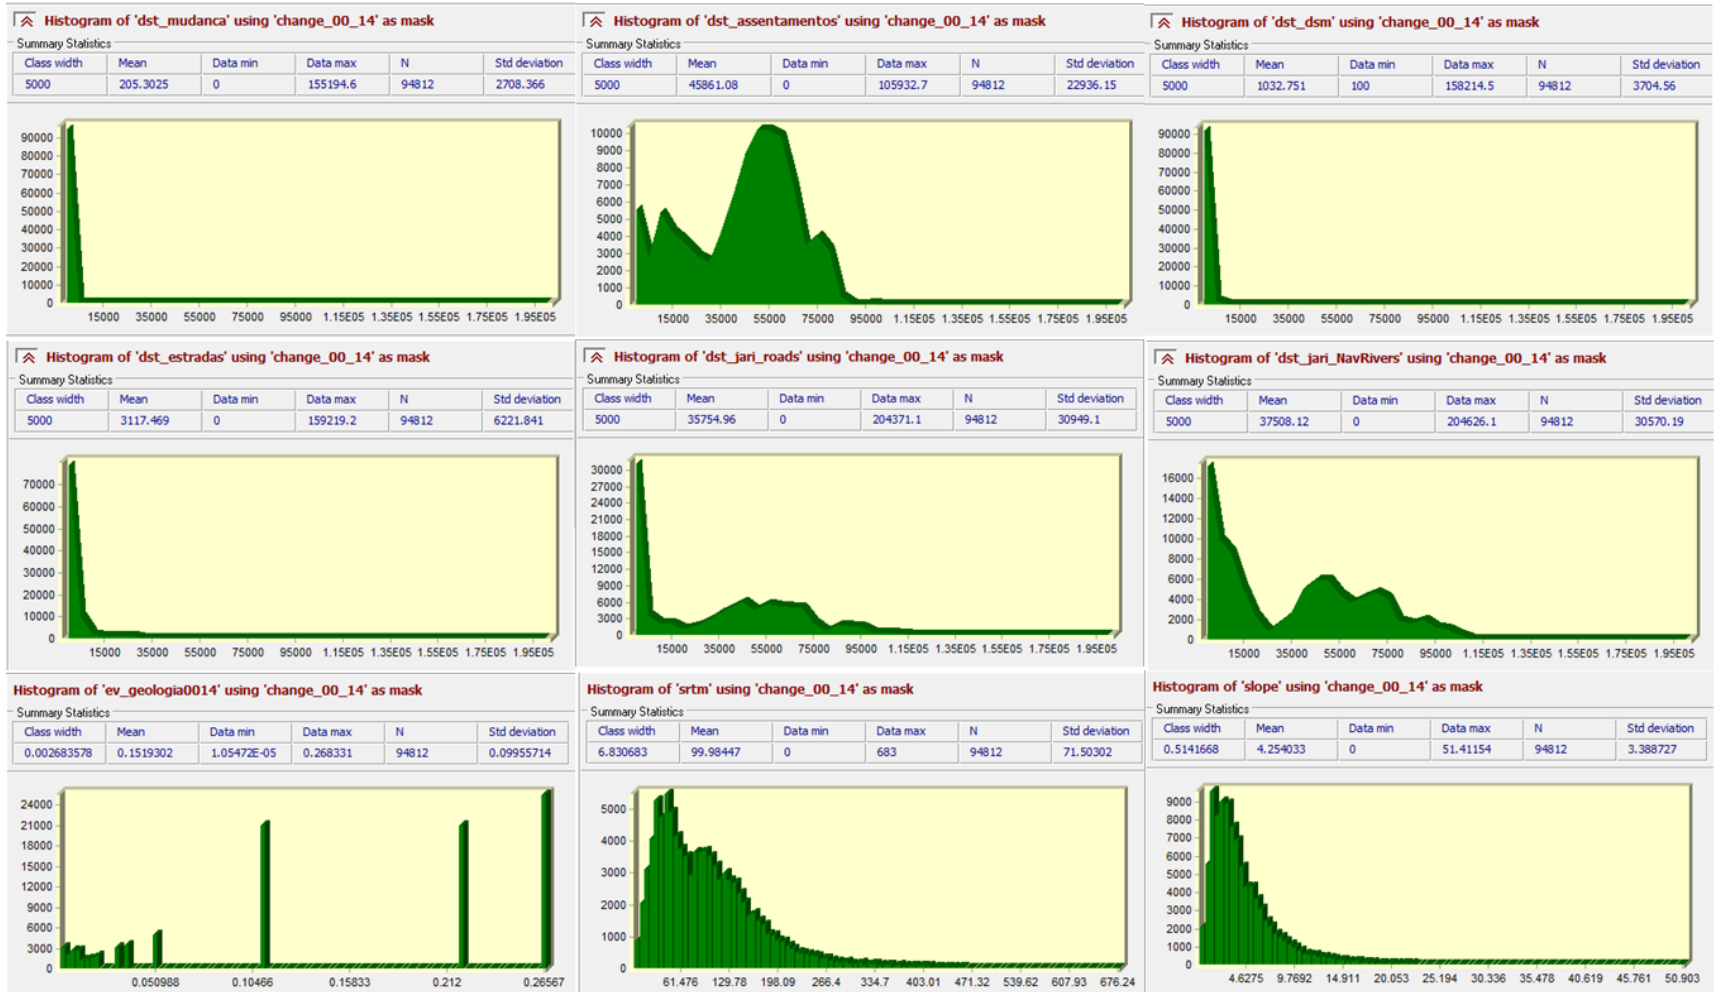 Histogram of 'dst_mudanca' using 'change_00_14' as mask
Summary Statistics
Class width Mean Data min Data max N Std deviation
5000 205.3025 0 155194.6 94812 2708.366
90000
80000
70000
60000
50000
40000
30000
20000
10000
0
15000 35000 55000 75000 95000 1.15E05 1.35E05 1.55E05 1.75E05 1.95E05
Histogram of 'dst_assentamentos' using 'change_00_14' as mask
Summary Statistics
Class width Mean Data min Data max N Std deviation
5000 45861.08 0 105932.7 94812 22936.15
10000
9000
8000
7000
6000
5000
4000
3000
2000
1000
0
15000 35000 55000 75000 95000 1.15E05 1.35E05 1.55E05 1.75E05 1.95E05
Histogram of 'dst_dsm' using 'change_00_14' as mask
Summary Statistics
Class width Mean Data min Data max N Std deviation
5000 1032.751 100 158214.5 94812 3704.56
90000
80000
70000
60000
50000
40000
30000
20000
10000
0
15000 35000 55000 75000 95000 1.15E05 1.35E05 1.55E05 1.75E05 1.95E05
Histogram of 'dst_estradas' using 'change_00_14' as mask
Summary Statistics
Class width Mean Data min Data max N Std deviation
5000 3117.469 0 159219.2 94812 6221.841
70000
60000
50000
40000
30000
20000
10000
0
15000 35000 55000 75000 95000 1.15E05 1.35E05 1.55E05 1.75E05 1.95E05
Histogram of 'dst_jari_roads' using 'change_00_14' as mask
Summary Statistics
Class width Mean Data min Data max N Std deviation
5000 35754.96 0 204371.1 94812 30949.1
30000
27000
24000
21000
18000
15000
12000
9000
6000
3000
0
15000 35000 55000 75000 95000 1.15E05 1.35E05 1.55E05 1.75E05 1.95E05
Histogram of 'dst_jari_NavRivers' using 'change_00_14' as mask
Summary Statistics
Class width Mean Data min Data max N Std deviation
5000 37508.12 0 204626.1 94812 30570.19
16000
14000
12000
10000
8000
6000
4000
2000
0
15000 35000 55000 75000 95000 1.15E05 1.35E05 1.55E05 1.75E05 1.95E05
Histogram of 'ev_geologia0014' using 'change_00_14' as mask
Summary Statistics
Class width Mean Data min Data max N Std deviation
0.002683578 0.1519302 1.05472E-05 0.268331 94812 0.09955714
24000
21000
18000
15000
12000
9000
6000
3000
0
0.050988 0.10466 0.15833 0.212 0.26567
Histogram of 'srtm' using 'change_00_14' as mask
Summary Statistics
Class width Mean Data min Data max N Std deviation
6.830683 99.98447 0 683 94812 71.50302
5000
4000
3000
2000
1000
0
61.476 129.78 198.09 266.4 334.7 403.01 471.32 539.62 607.93 676.24
Histogram of 'slope' using 'change_00_14' as mask
Summary Statistics
Class width Mean Data min Data max N Std deviation
0.5141668 4.254033 0 51.41154 94812 3.388727
9000
8000
7000
6000
5000
4000
3000
2000
1000
0
4.6275 9.7692 14.911 20.053 25.194 30.336 35.478 40.619 45.761 50.903